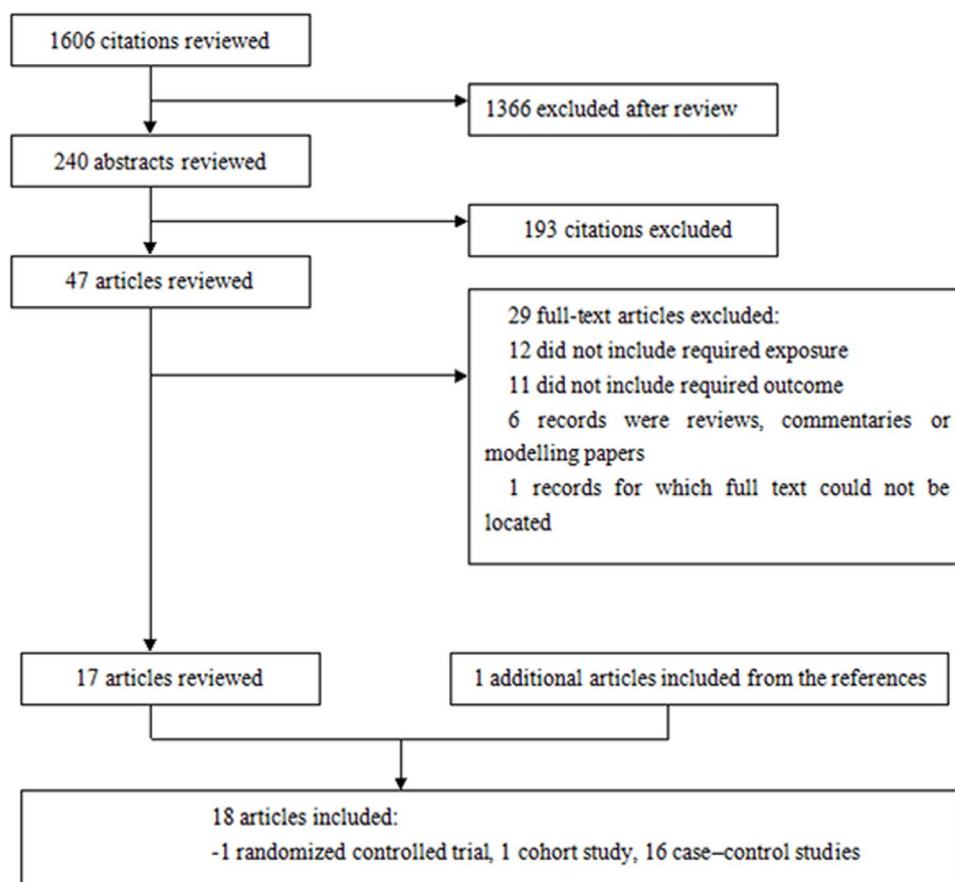 1606 citations reviewed
1366 excluded after review
240 abstracts reviewed
193 citations excluded
47 articles reviewed
29 full-text articles excluded:
12 did not include required exposure
11 did not include required outcome
6 records were reviews, commentaries or
modelling papers
1 records for which full text could not be
located
17 articles reviewed
1 additional articles included from the references
18 articles included:
-1 randomized controlled trial, 1 cohort study, 16 case–control studies